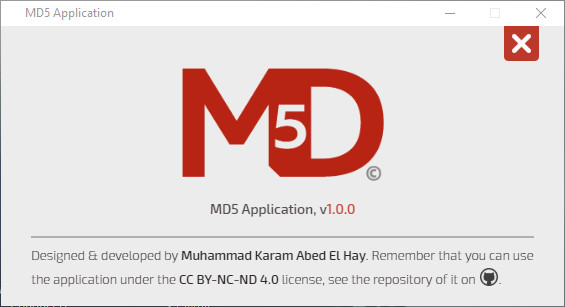 MD5 Application
M5D
©
MD5 Application, v1.0.0
Designed & developed by Muhammad Karam Abed El Hay. Remember that you can use
the application under the CC BY-NC-ND 4.0 license, see the repository of it on .